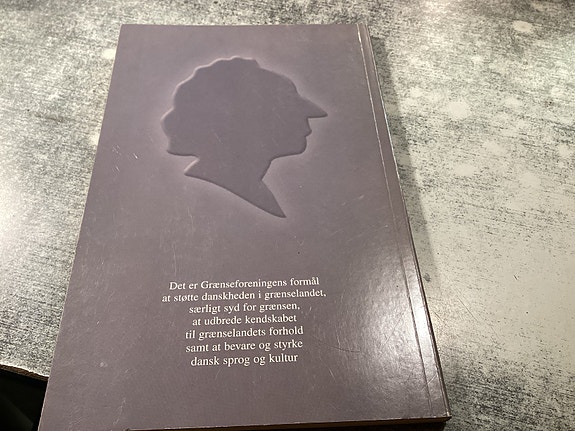 Det er Grænseforeningens formål
at støtte danskheden i grænselandet,
særligt syd for grænsen,
at udbrede kendskabet
til grænselandets forhold
samt at bevare og styrke
dansk sprog og kultur